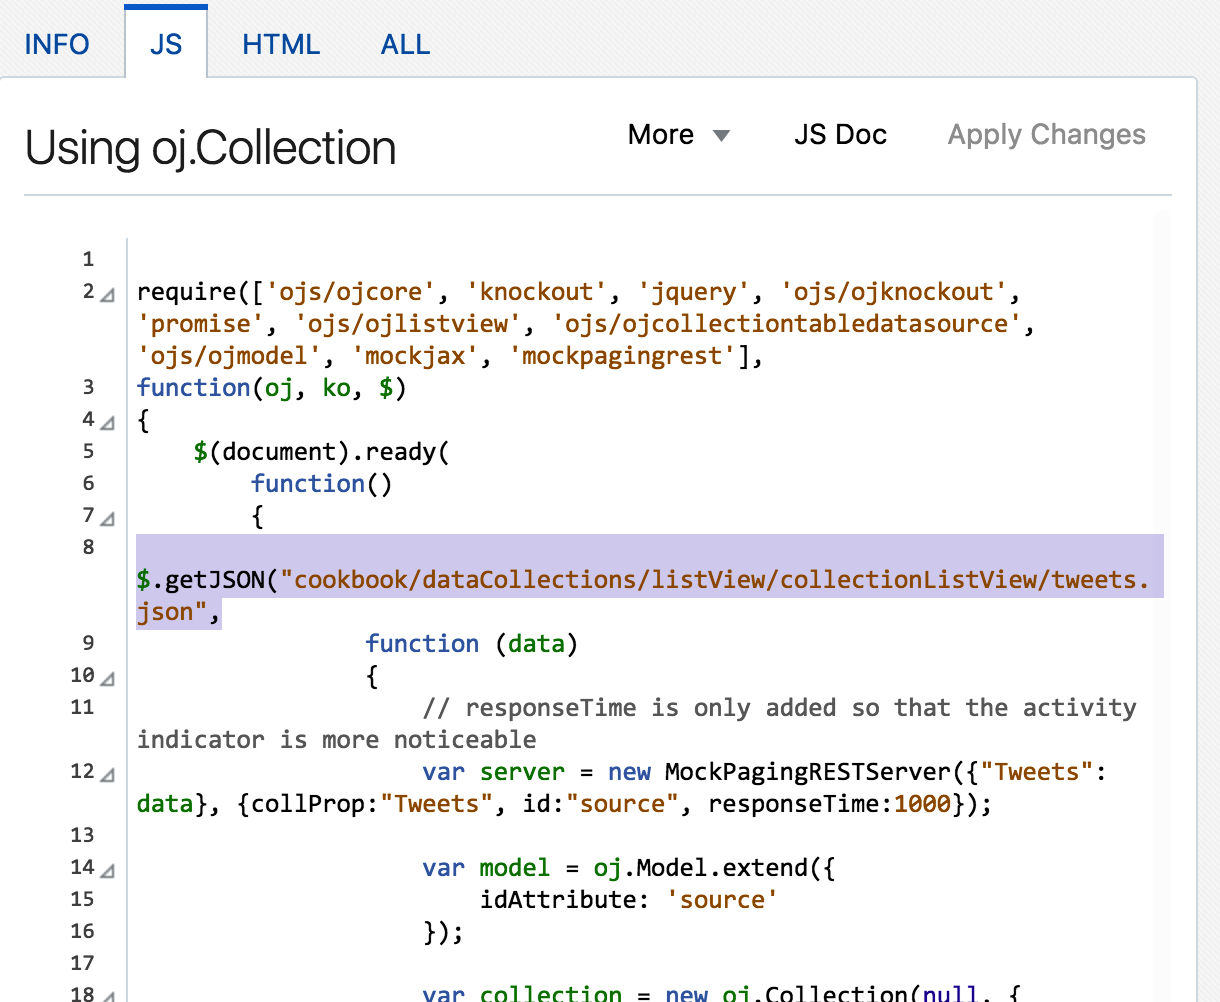 INFO JS HTML ALL
Using oj.Collection More JS Doc Apply Changes
1
2 require(['ojs/ojcore', 'knockout', 'jquery', 'ojs/ojknockout',
'promise', 'ojs/ojlistview', 'ojs/ojcollectiontabledatasource',
'ojs/ojmodel', 'mockjax', 'mockpagingrest'],
3 function(oj, ko, $)
4 {
5 $(document).ready(
6 function()
7 {
8
$.getJSON("cookbook/dataCollections/listView/collectionListView/tweets.
json",
9 function (data)
10 {
11 // responseTime is only added so that the activity
indicator is more noticeable
12 var server = new MockPagingRESTServer({"Tweets":
data}, {collProp:"Tweets", id:"source", responseTime:1000});
13
14 var model = oj.Model.extend({
15 idAttribute: 'source'
16 });
17
18 var collection = new oj.Collection(null, {